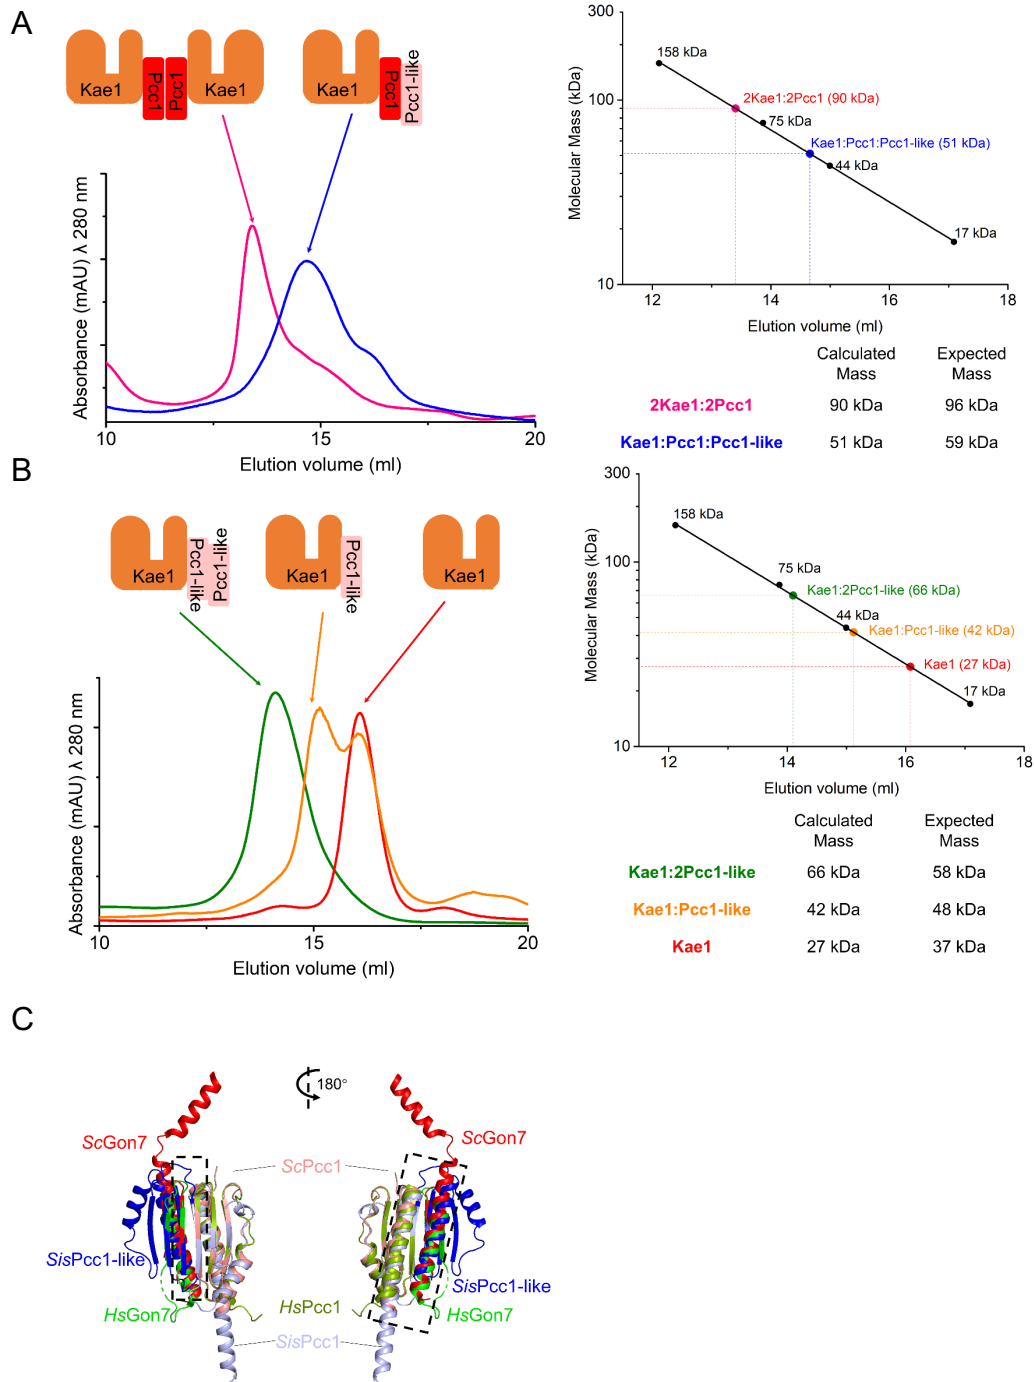 A
Kae1
Pcc1
Pcc1
Kae1
Kae1
Pcc1
Pcc1-like
Absorbance (mAU) λ 280 nm
10
15
20
Elution volume (ml)
300
100
10
Molecular Mass (kDa)
158 kDa
2Kae1:2Pcc1 (90 kDa)
75 kDa
Kae1:Pcc1:Pcc1-like (51 kDa)
44 kDa
17 kDa
12
14
16
18
Elution volume (ml)
Calculated Mass
Expected Mass
2Kae1:2Pcc1 90 kDa 96 kDa
Kae1:Pcc1:Pcc1-like 51 kDa 59 kDa
B
Kae1
Pcc1-like
Pcc1-like
Kae1
Pcc1-like
Kae1
Absorbance (mAU) λ 280 nm
10
15
20
Elution volume (ml)
300
100
10
Molecular Mass (kDa)
158 kDa
75 kDa
Kae1:2Pcc1-like (66 kDa)
44 kDa
Kae1:Pcc1-like (42 kDa)
Kae1 (27 kDa)
17 kDa
12
14
16
18
Elution volume (ml)
Calculated Mass
Expected Mass
Kae1:2Pcc1-like 66 kDa 58 kDa
Kae1:Pcc1-like 42 kDa 48 kDa
Kae1 27 kDa 37 kDa
C
180°
ScGon7
ScPcc1
ScGon7
SisPcc1-like
SisPcc1-like
HsGon7
HsPcc1
HsGon7
SisPcc1